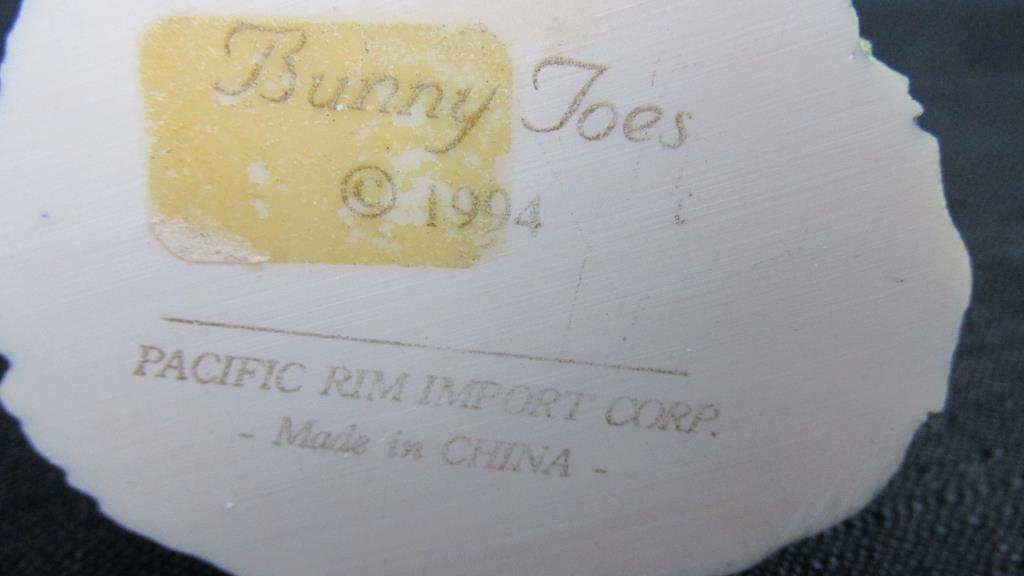 Bunny Toes
© 1994
PACIFIC RIM IMPORT CORP.
- Made in CHINA -